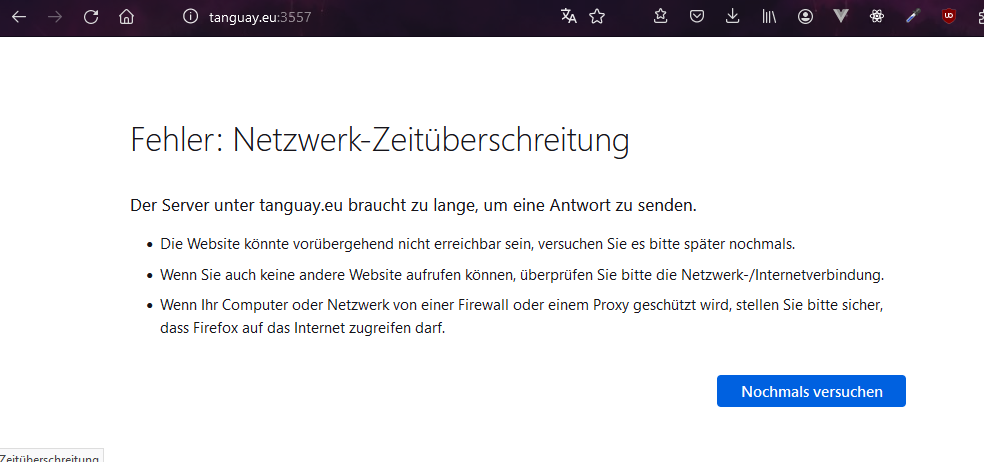 tanguay.eu:3557
UD
Fehler: Netzwerk-Zeitüberschreitung
Der Server unter tanguay.eu braucht zu lange, um eine Antwort zu senden.
• Die Website könnte vorübergehend nicht erreichbar sein, versuchen Sie es bitte später nochmals.
• Wenn Sie auch keine andere Website aufrufen können, überprüfen Sie bitte die Netzwerk-/Internetverbindung.
• Wenn Ihr Computer oder Netzwerk von einer Firewall oder einem Proxy geschützt wird, stellen Sie bitte sicher,
dass Firefox auf das Internet zugreifen darf.
Nochmals versuchen
Zeitüberschreitung